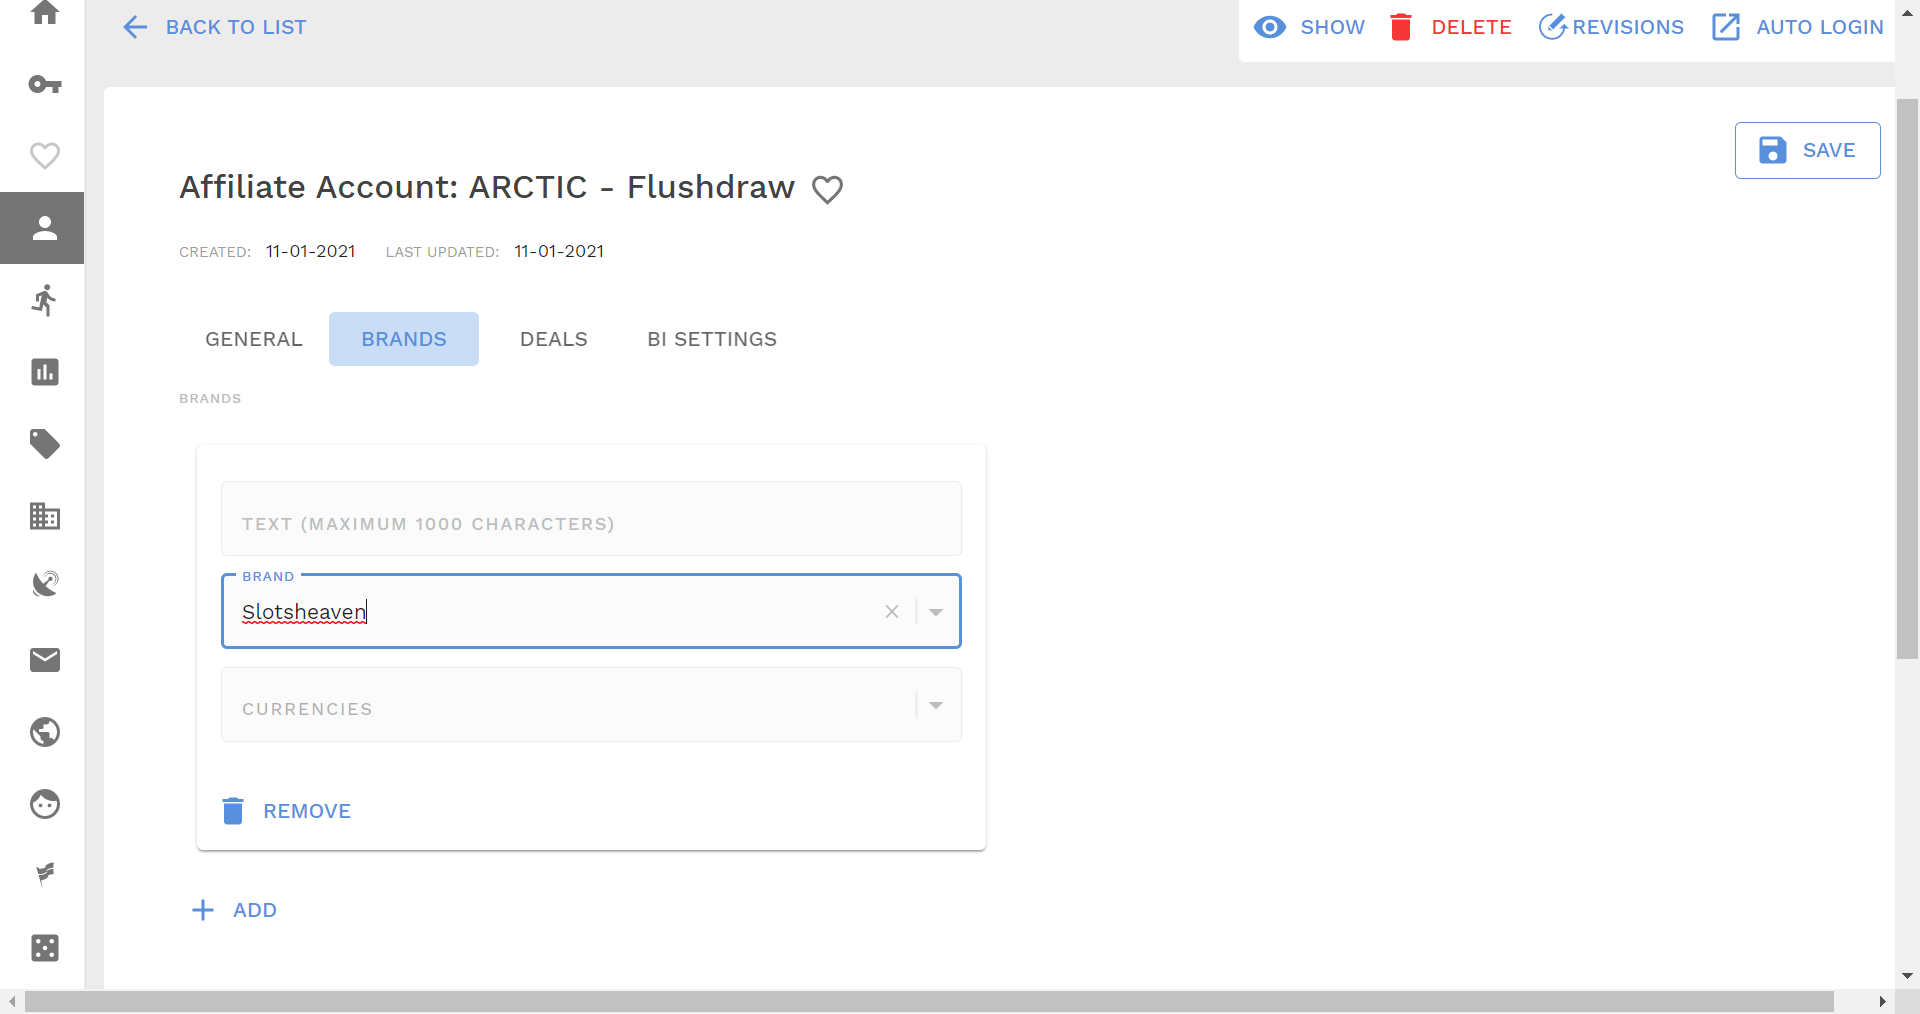 BACK TO LIST
SHOW DELETE REVISIONS AUTO LOGIN
SAVE
Affiliate Account: ARCTIC - Flushdraw
CREATED: 11-01-2021 LAST UPDATED: 11-01-2021
GENERAL BRANDS DEALS BI SETTINGS
BRANDS
TEXT (MAXIMUM 1000 CHARACTERS)
BRAND
Slotsheaven
CURRENCIES
REMOVE
ADD